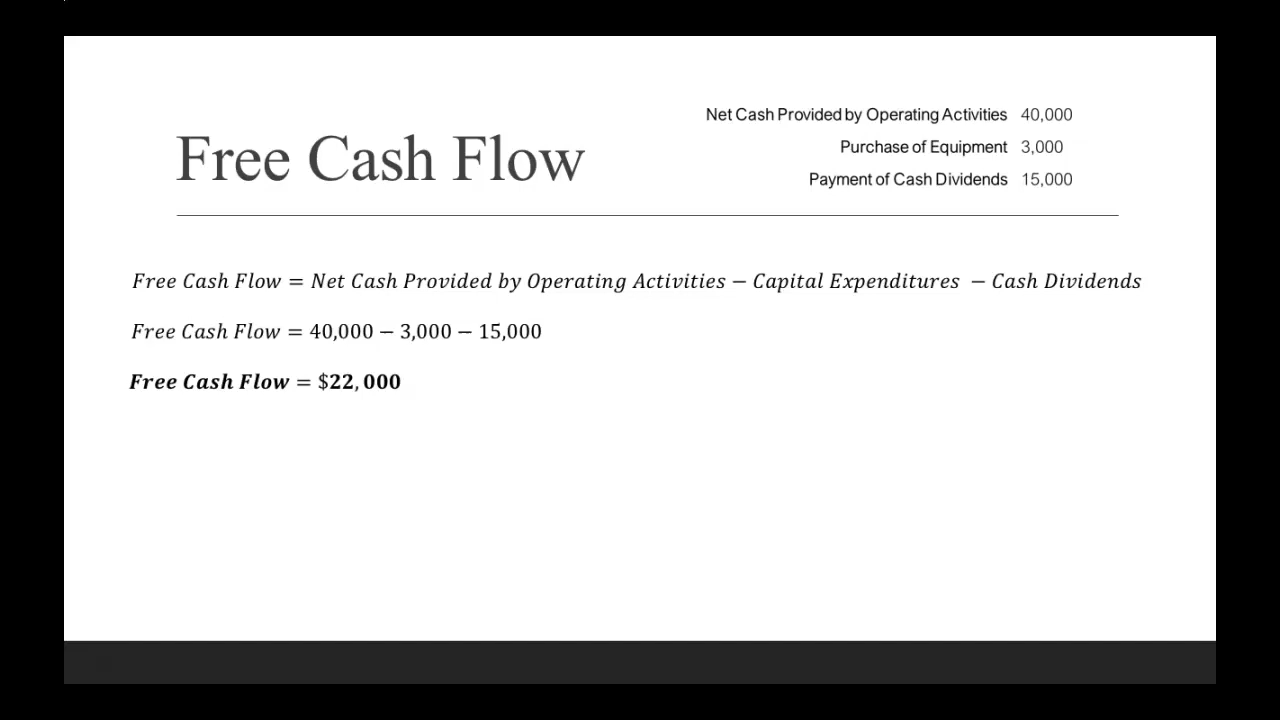 Free Cash Flow
Net Cash Provided by Operating Activities 40,000
Purchase of Equipment 3,000
Payment of Cash Dividends 15,000
Free Cash Flow = Net Cash Provided by Operating Activities − Capital Expenditures − Cash Dividends
Free Cash Flow = 40,000 − 3,000 − 15,000
Free Cash Flow = $22,000